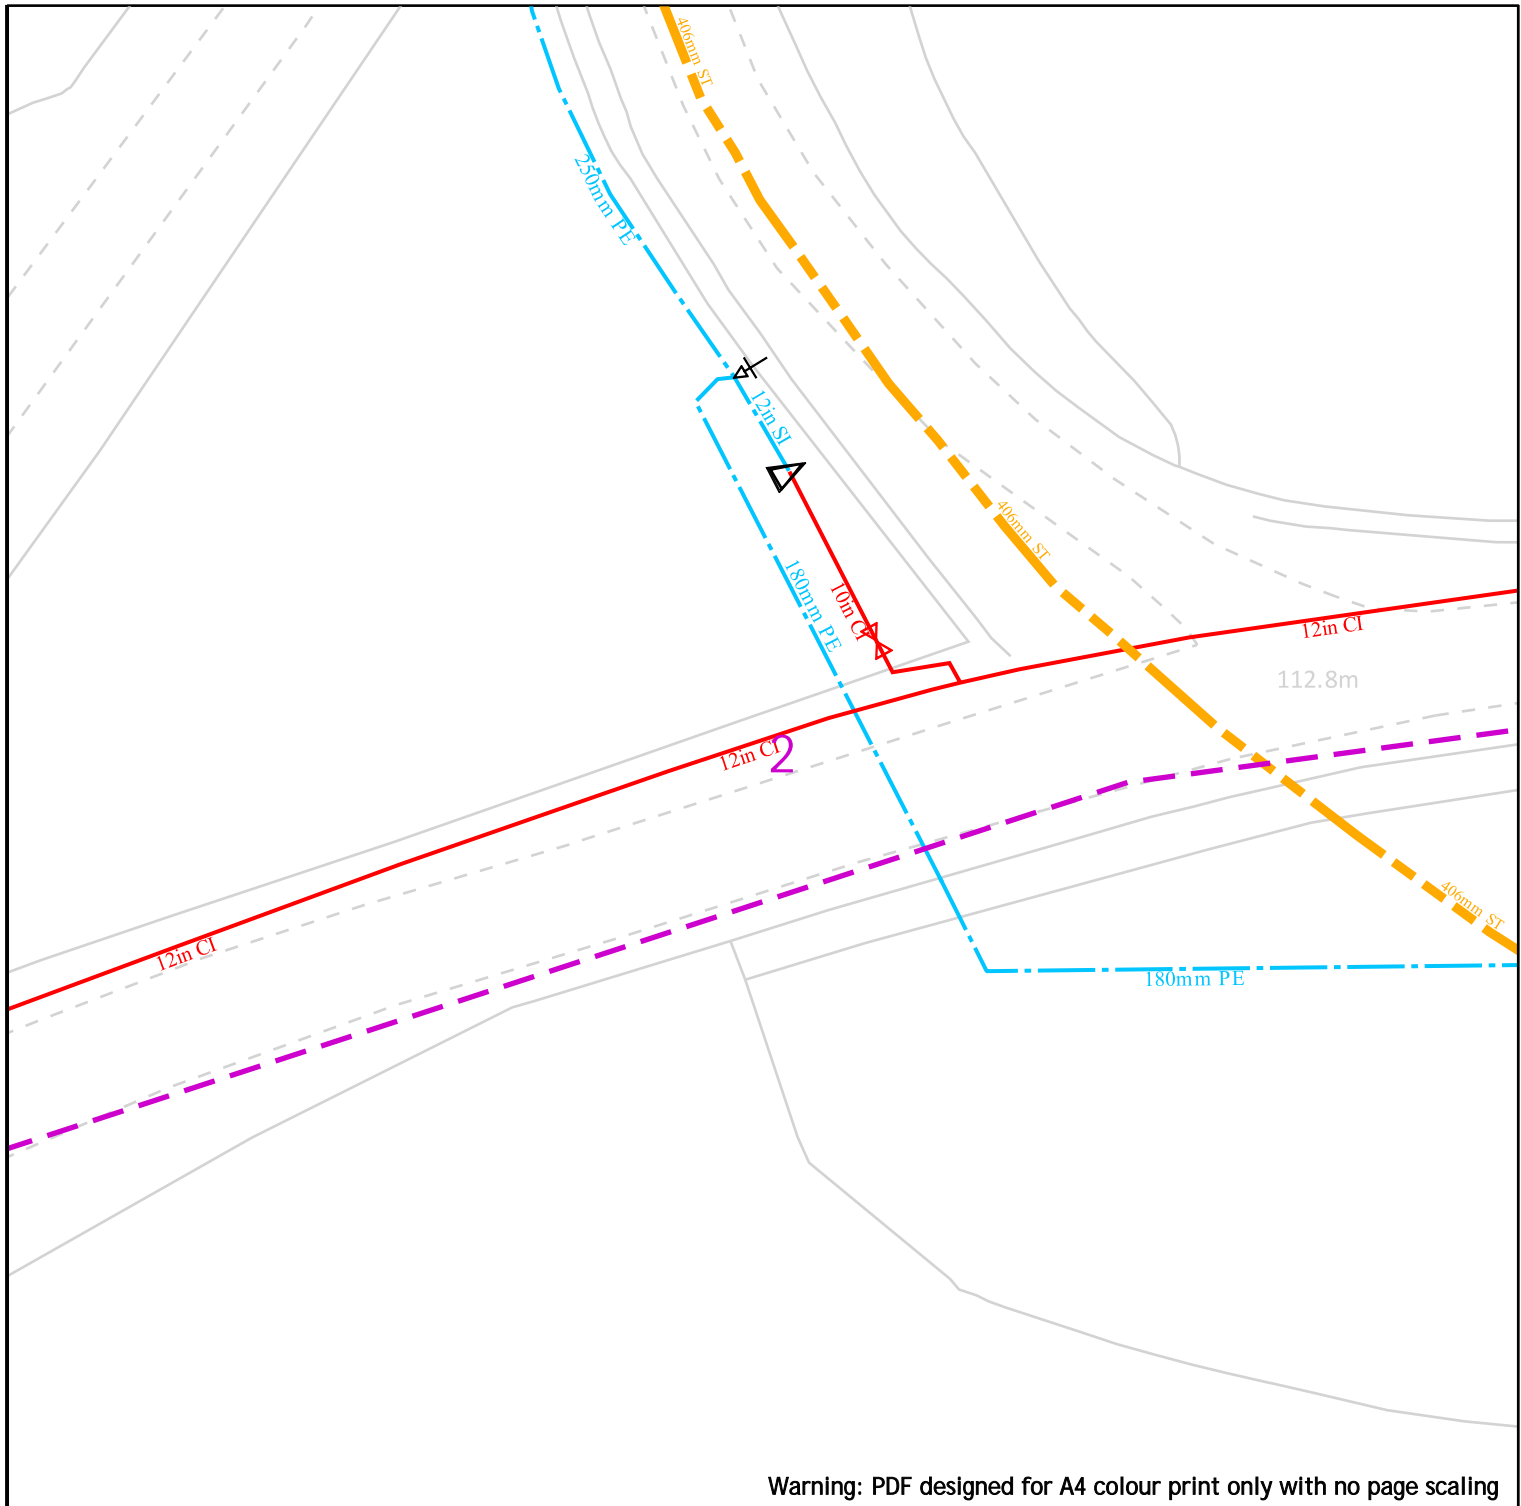 406mm ST
250mm PE
12in SI
406mm ST
180mm PE
10in CI
12in CI
112.8m
12in CI
2
406mm ST
12in CI
180mm PE
Warning: PDF designed for A4 colour print only with no page scaling